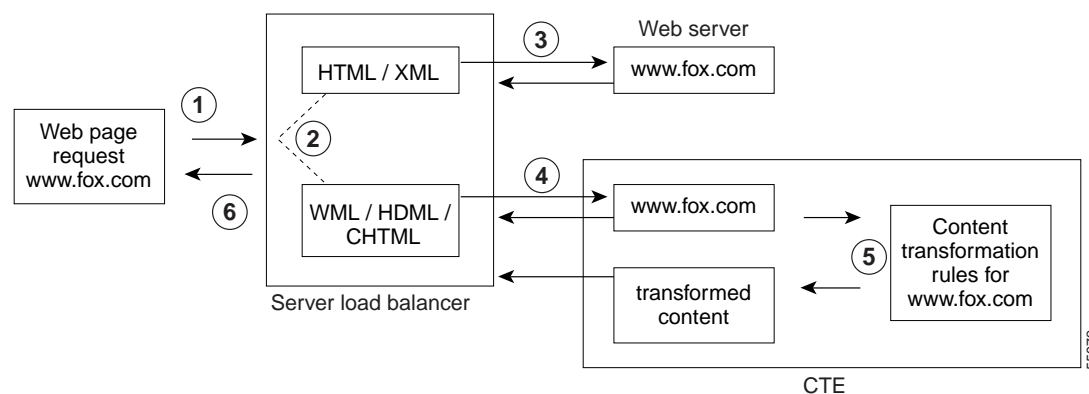 Web page
request
www.fox.com
1
6
2
HTML / XML
WML / HDML /
CHTML
Server load balancer
3
Web server
www.fox.com
4
www.fox.com
transformed
content
5
Content
transformation
rules for
www.fox.com
CTE